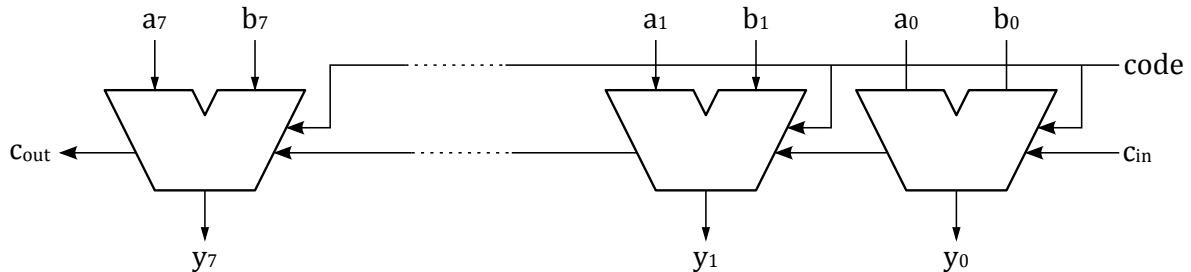 a₇ b₇ a₁ b₁ a₀ b₀
code
cₒᵤₜ cᵢₙ
y₇ y₁ y₀